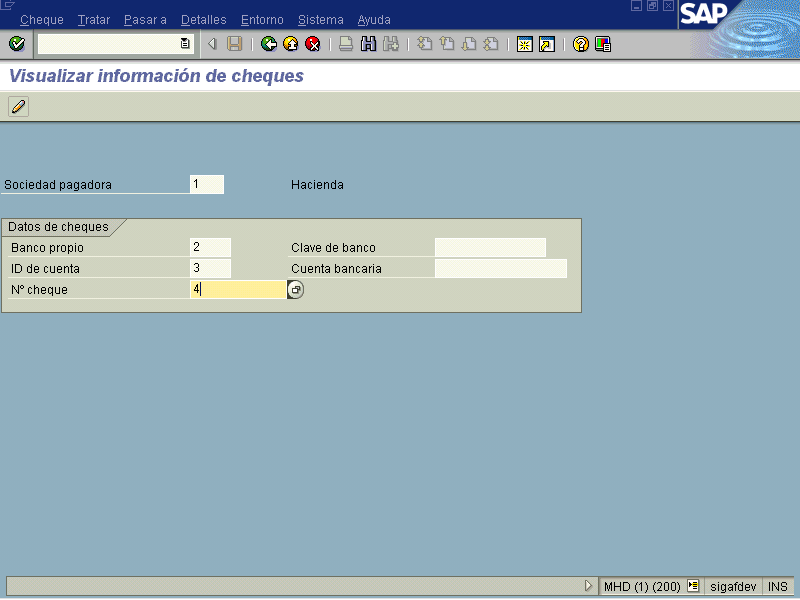 Cheque Tratar Pasar a Detalles Entorno Sistema Ayuda
SAP
Visualizar información de cheques
Sociedad pagadora 1 Hacienda
Datos de cheques
Banco propio 2 Clave de banco
ID de cuenta 3 Cuenta bancaria
Nº cheque 4
MHD (1) (200) sigafdev INS